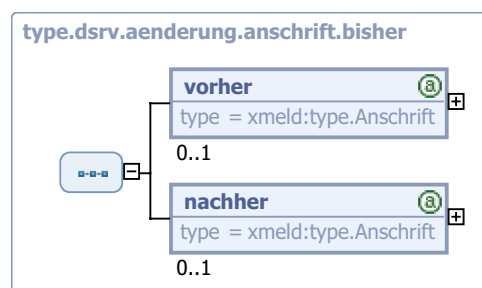 type.dsrv.aenderung.anschrift.bisher
vorher @
type = xmeld:type.Anschrift
0..1
nachher @
type = xmeld:type.Anschrift
0..1